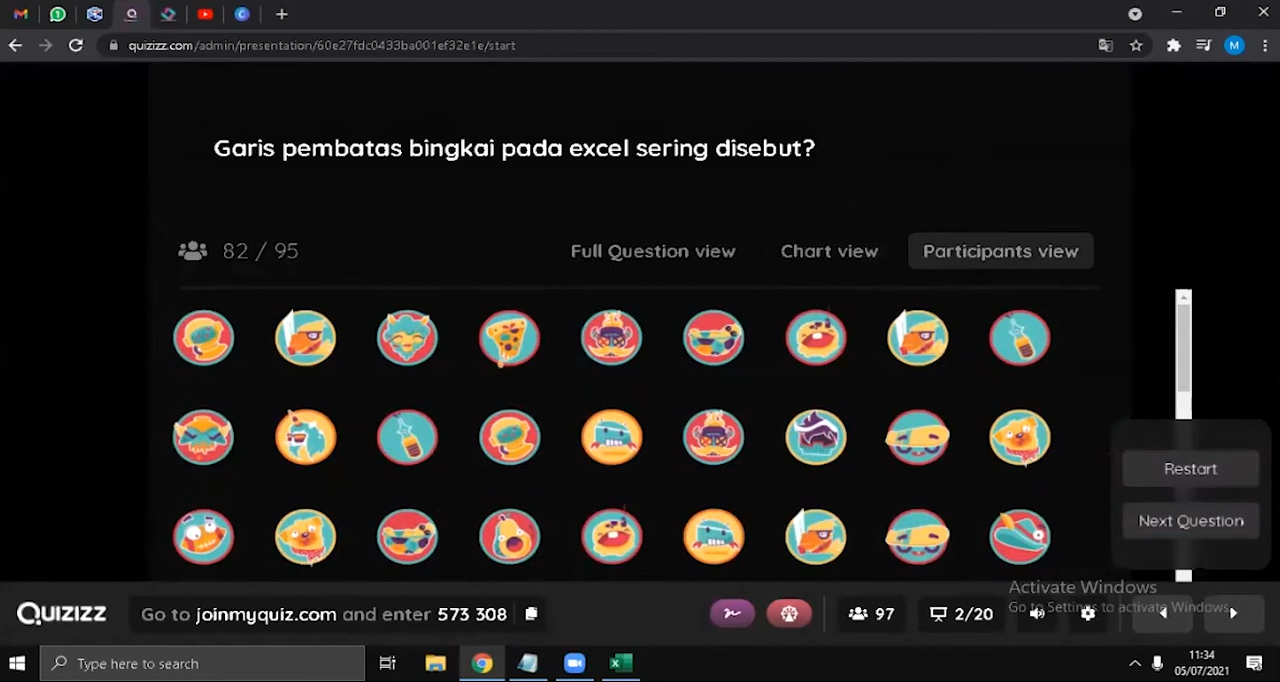 quizizz.com/admin/presentation/60e27fdc0433ba001ef32e1e/start
M
Garis pembatas bingkai pada excel sering disebut?
82 / 95
Full Question view
Chart view
Participants view
Restart
Next Question
Activate Windows
Go to Settings to activate Windows.
QUIZIZZ
Go to joinmyquiz.com and enter 573 308
97
2/20
Type here to search
11:34
05/07/2021